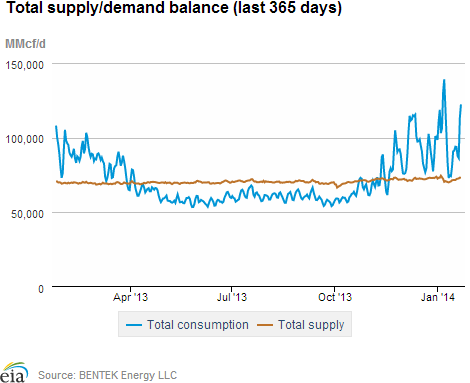 Total supply/demand balance (last 365 days)
MMcf/d
150,000
100,000
50,000
0
Apr '13 Jul '13 Oct '13 Jan '14
Total consumption Total supply
eia Source: BENTEK Energy LLC